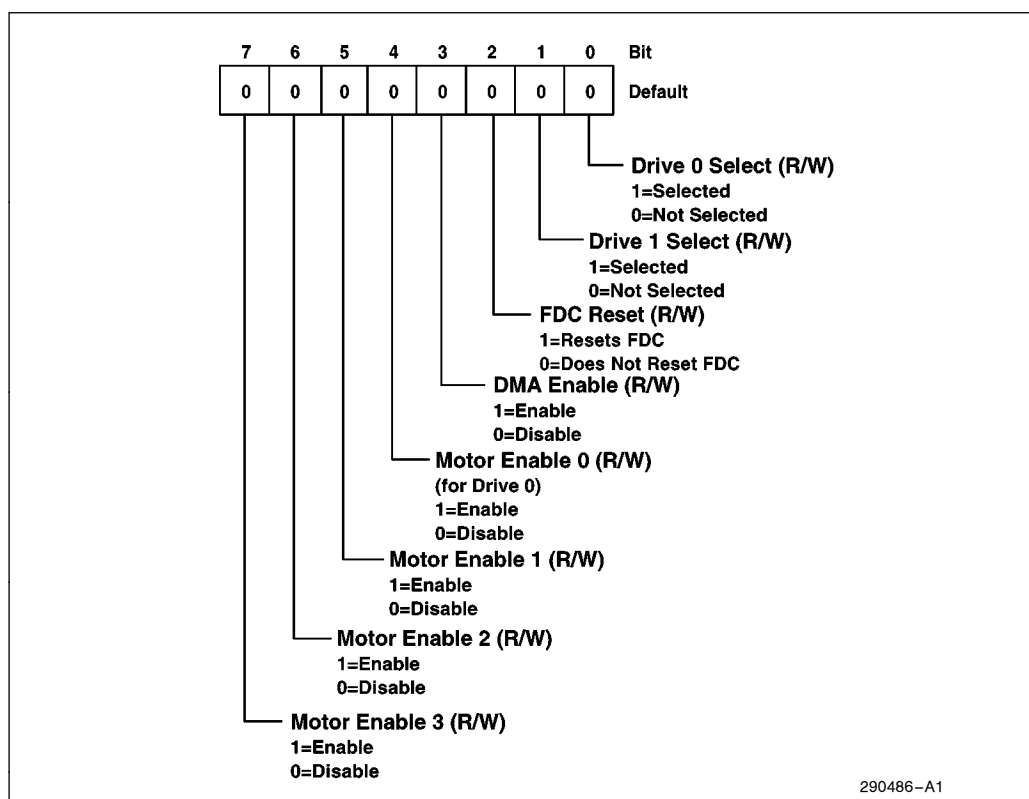 7 6 5 4 3 2 1 0 Bit
0 0 0 0 0 0 0 0 Default
Drive 0 Select (R/W)
1=Selected
0=Not Selected
Drive 1 Select (R/W)
1=Selected
0=Not Selected
FDC Reset (R/W)
1=Resets FDC
0=Does Not Reset FDC
DMA Enable (R/W)
1=Enable
0=Disable
Motor Enable 0 (R/W)
(for Drive 0)
1=Enable
0=Disable
Motor Enable 1 (R/W)
1=Enable
0=Disable
Motor Enable 2 (R/W)
1=Enable
0=Disable
Motor Enable 3 (R/W)
1=Enable
0=Disable
290486–A1